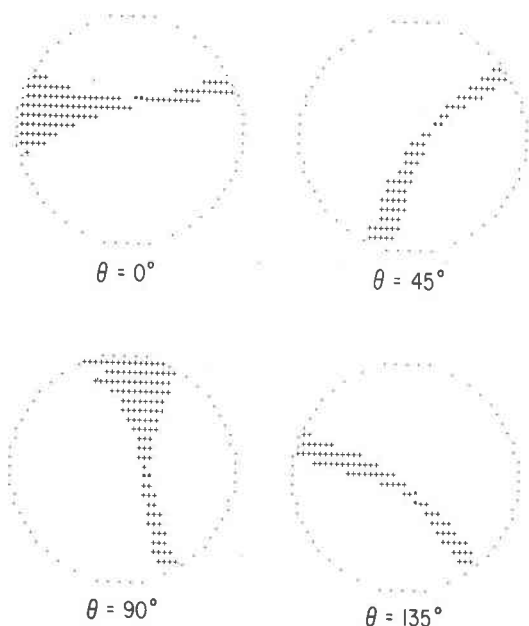 θ = 0°
θ = 45°
θ = 90°
θ = 135°